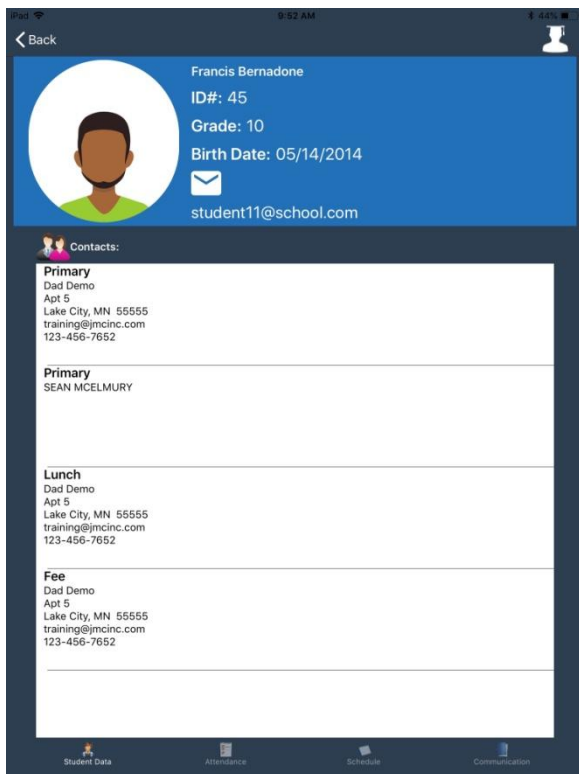 iPad 9:52 AM 44%
Back
Francis Bernadone
ID#: 45
Grade: 10
Birth Date: 05/14/2014
student11@school.com
Contacts:
Primary
Dad Demo
Apt 5
Lake City, MN 55555
training@jmcinc.com
123-456-7652
Primary
SEAN MCELMURY
Lunch
Dad Demo
Apt 5
Lake City, MN 55555
training@jmcinc.com
123-456-7652
Fee
Dad Demo
Apt 5
Lake City, MN 55555
training@jmcinc.com
123-456-7652
Student Data Attendance Schedule Communication